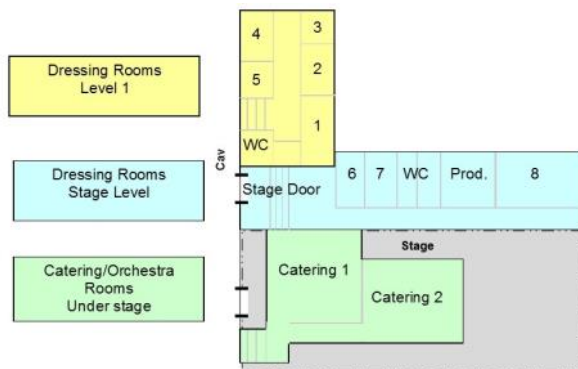 Dressing Rooms
Level 1
Dressing Rooms
Stage Level
Catering/Orchestra
Rooms
Under stage
Cav
4
3
5
2
1
WC
Stage Door
6
7
WC
Prod.
8
Stage
Catering 1
Catering 2